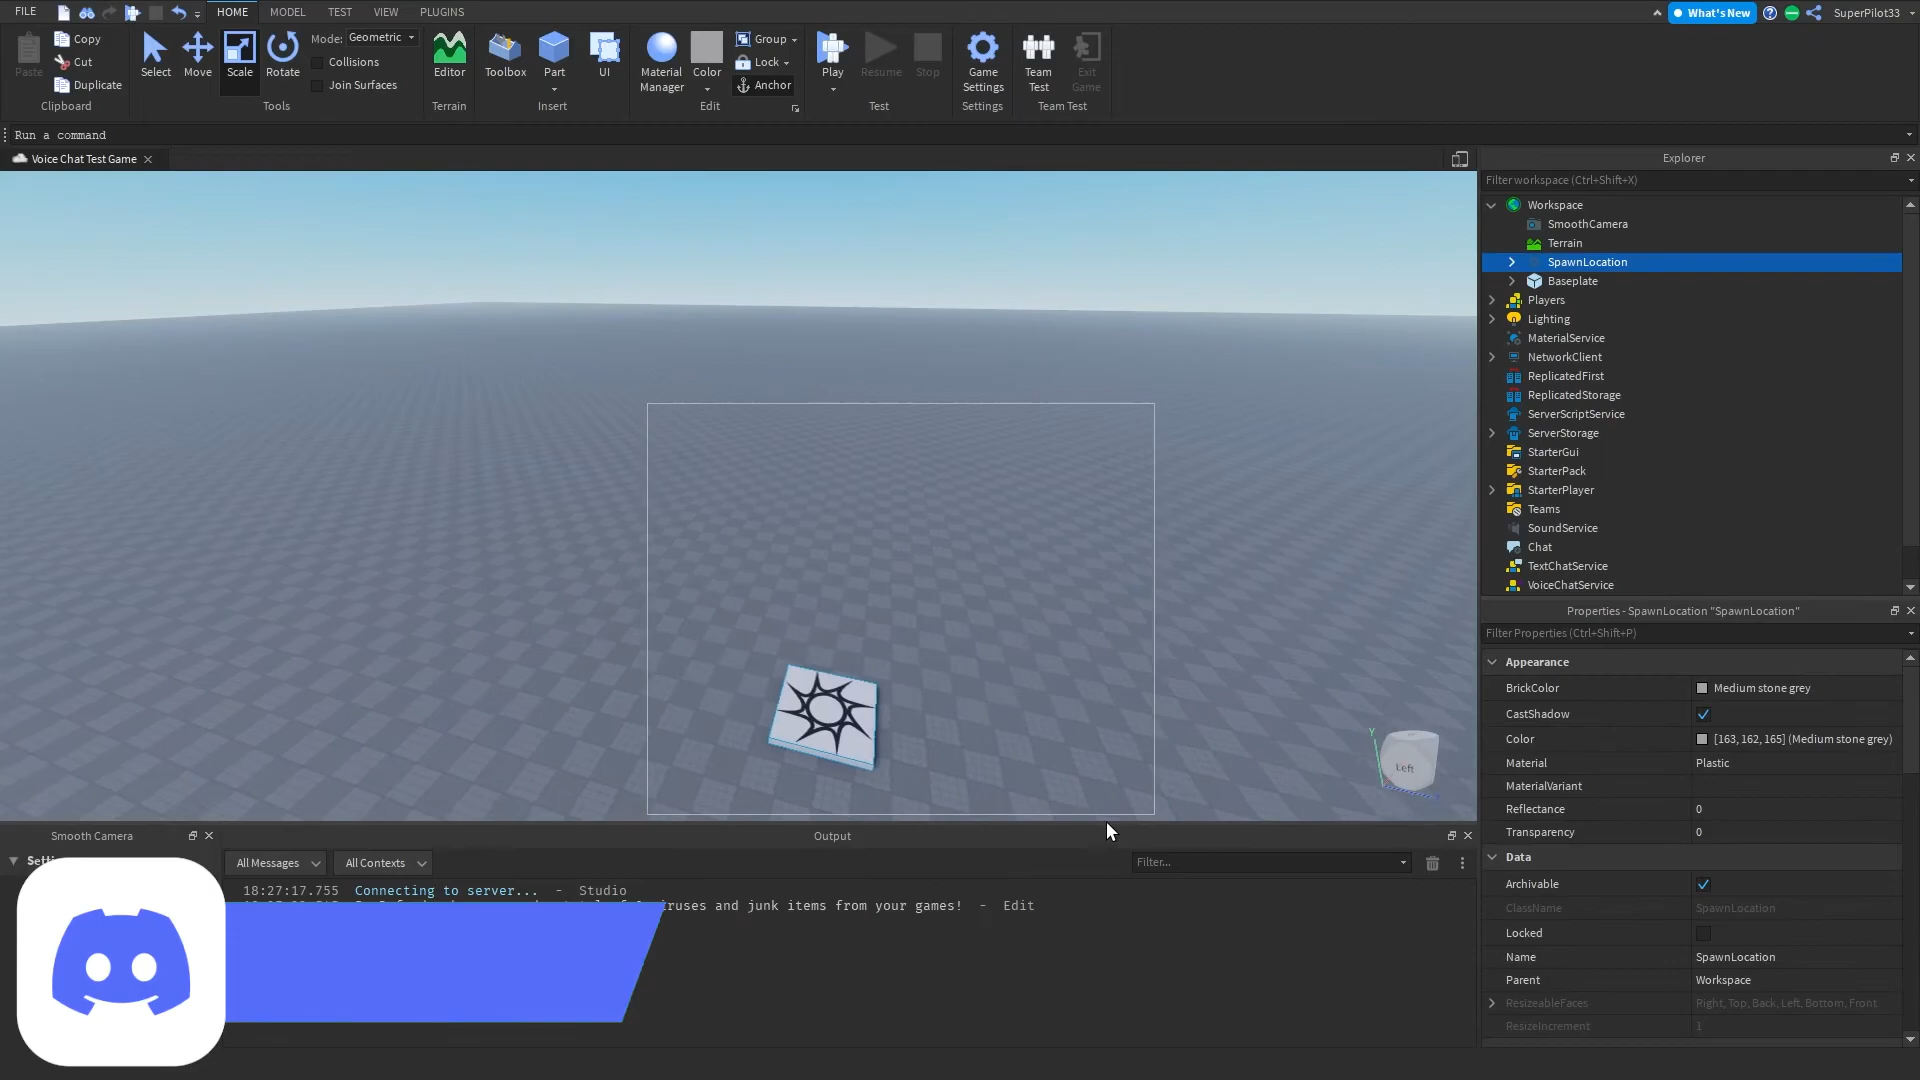 FILE
HOME
MODEL
TEST
VIEW
PLUGINS
What's New
SuperPilot33
Paste
Copy
Cut
Duplicate
Clipboard
Select
Move
Scale
Rotate
Mode: Geometric
Collisions
Join Surfaces
Tools
Editor
Terrain
Toolbox
Part
UI
Insert
Material
Manager
Color
Group
Lock
Anchor
Edit
Play
Resume
Stop
Test
Game
Settings
Settings
Team
Test
Exit
Game
Team Test
Run a command
Voice Chat Test Game
Explorer
Filter workspace (Ctrl+Shift+X)
Workspace
SmoothCamera
Terrain
SpawnLocation
Baseplate
Players
Lighting
MaterialService
NetworkClient
ReplicatedFirst
ReplicatedStorage
ServerScriptService
ServerStorage
StarterGui
StarterPack
StarterPlayer
Teams
SoundService
Chat
TextChatService
VoiceChatService
Y
Left
Properties - SpawnLocation "SpawnLocation"
Filter Properties (Ctrl+Shift+P)
Appearance
BrickColor Medium stone grey
CastShadow
Color [163, 162, 165] (Medium stone grey)
Material Plastic
MaterialVariant
Reflectance 0
Transparency 0
Data
Archivable
ClassName SpawnLocation
Locked
Name SpawnLocation
Parent Workspace
ResizeableFaces Right, Top, Back, Left, Bottom, Front
ResizeIncrement 1
Smooth Camera
Output
All Messages
All Contexts
Filter...
18:27:17.755 Connecting to server... - Studio
and junk items from your games! - Edit